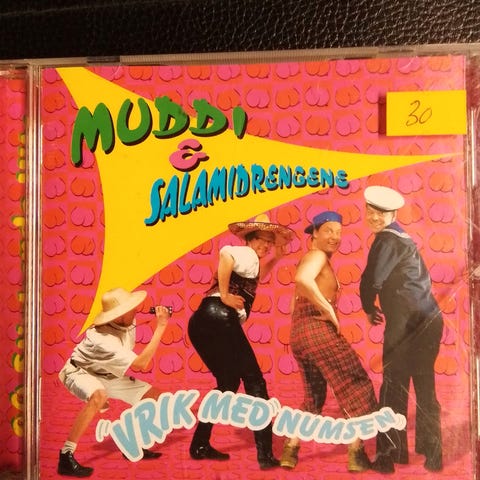 MUDDI
&
SALAMIDRENGENE
30
"VRIK MED NUMSEN"